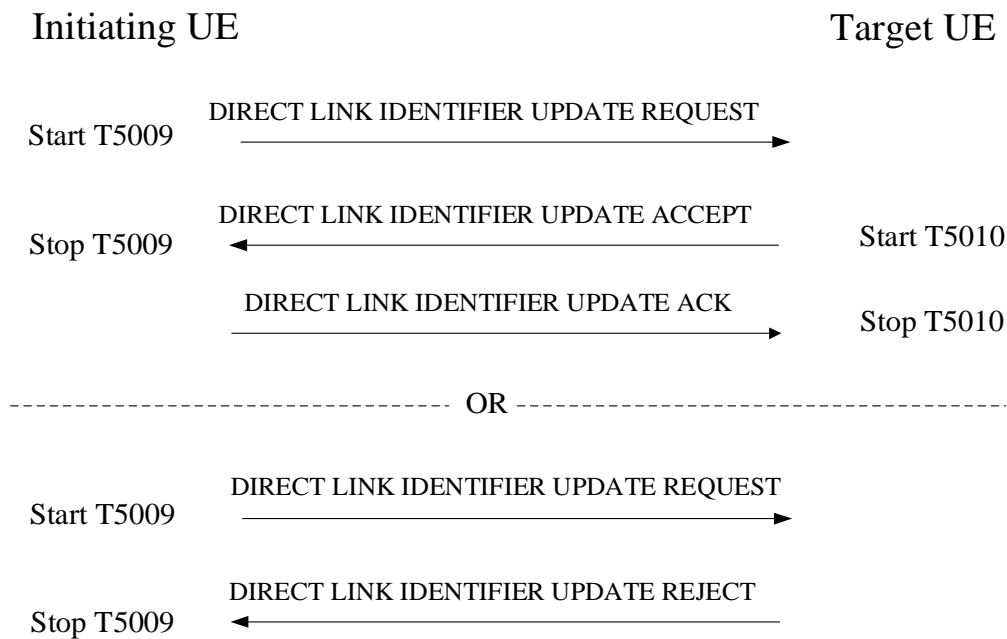 Initiating UE
Target UE
DIRECT LINK IDENTIFIER UPDATE REQUEST
Start T5009
DIRECT LINK IDENTIFIER UPDATE ACCEPT
Stop T5009
Start T5010
DIRECT LINK IDENTIFIER UPDATE ACK
Stop T5010
OR
DIRECT LINK IDENTIFIER UPDATE REQUEST
Start T5009
DIRECT LINK IDENTIFIER UPDATE REJECT
Stop T5009